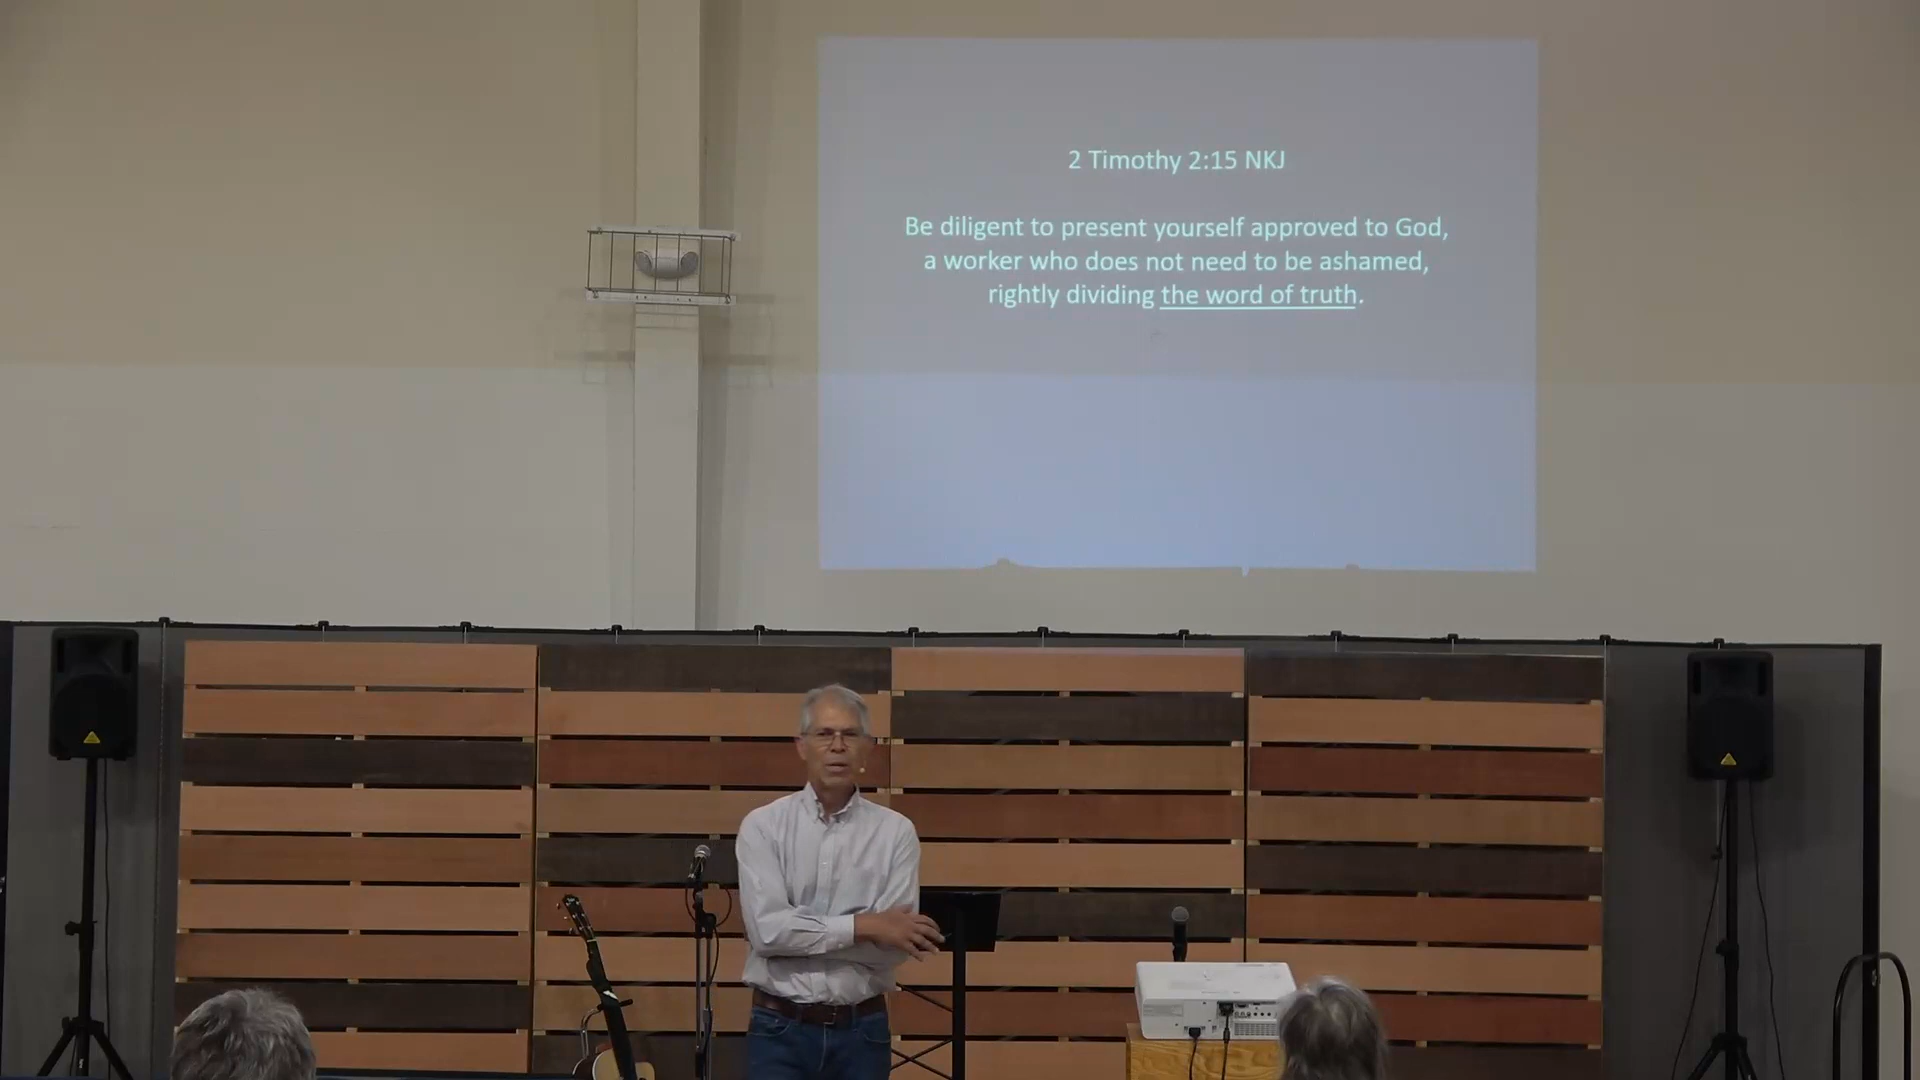 2 Timothy 2:15 NKJ
Be diligent to present yourself approved to God,
a worker who does not need to be ashamed,
rightly dividing the word of truth.